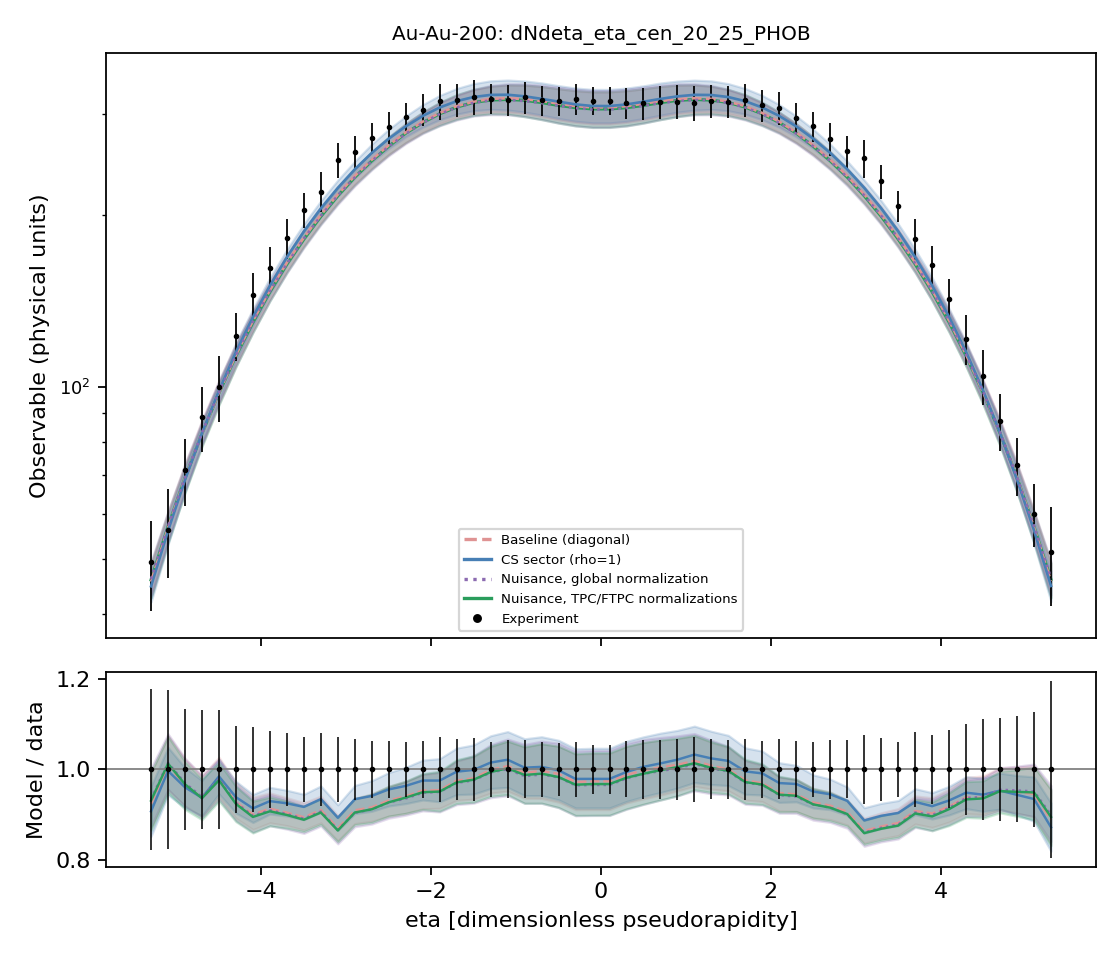 Au-Au-200: dNdeta_eta_cen_20_25_PHOB
Observable (physical units)
10²
Baseline (diagonal)
CS sector (rho=1)
Nuisance, global normalization
Nuisance, TPC/FTPC normalizations
Experiment
Model / data
1.2
1.0
0.8
−4 −2 0 2 4
eta [dimensionless pseudorapidity]